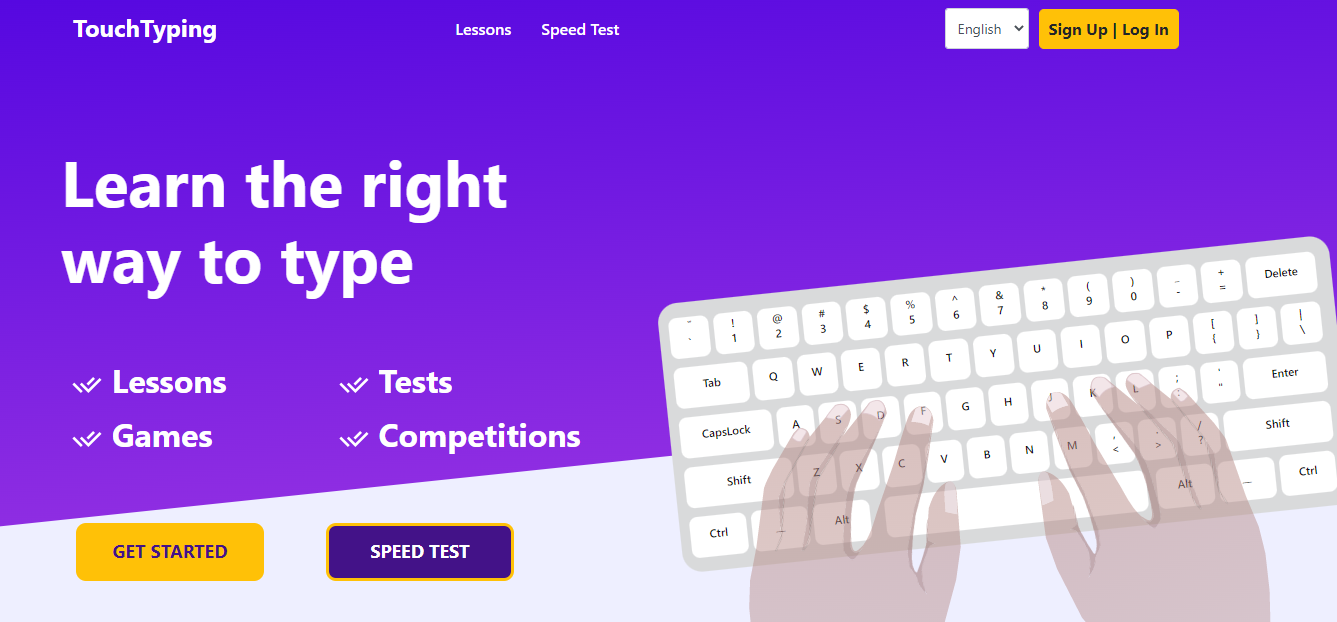 TouchTyping
Lessons Speed Test
English
Sign Up | Log In
Learn the right
way to type
Lessons Tests
Games Competitions
GET STARTED SPEED TEST
! @ # $ % ^ & * ( ) _ + Delete
` 1 2 3 4 5 6 7 8 9 0 - =
Tab Q W E R T Y U I O P [ ] |
{ } \
CapsLock A S D F G H J K L ; ' Enter
: "
Shift Z X C V B N M , . / Shift
< > ?
Ctrl Alt Alt Ctrl